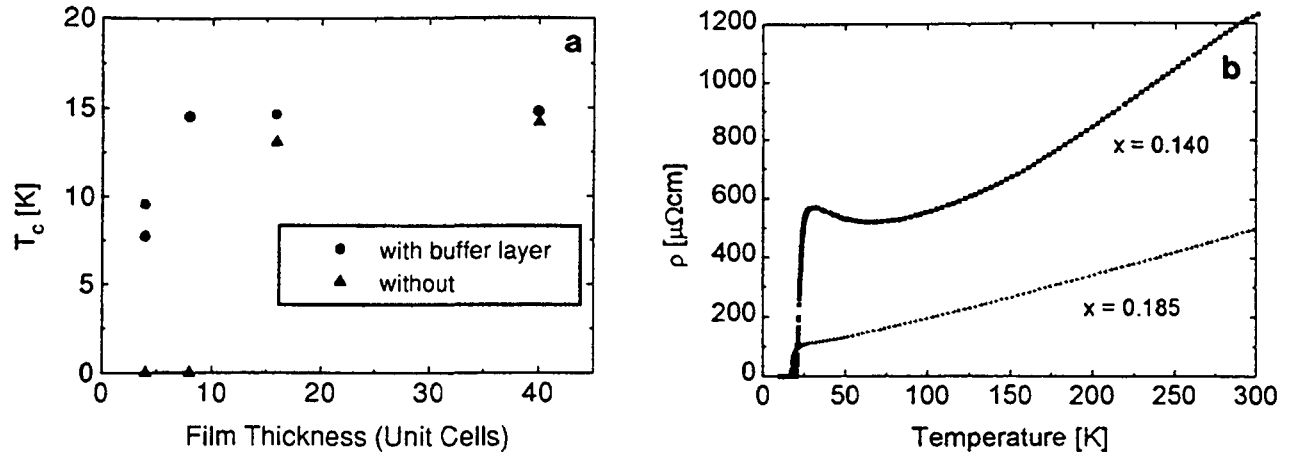 a
20
15
10
5
0
T_c [K]
with buffer layer
without
0 10 20 30 40
Film Thickness (Unit Cells)
b
1200
1000
800
600
400
200
0
ρ [μΩcm]
x = 0.140
x = 0.185
0 50 100 150 200 250 300
Temperature [K]